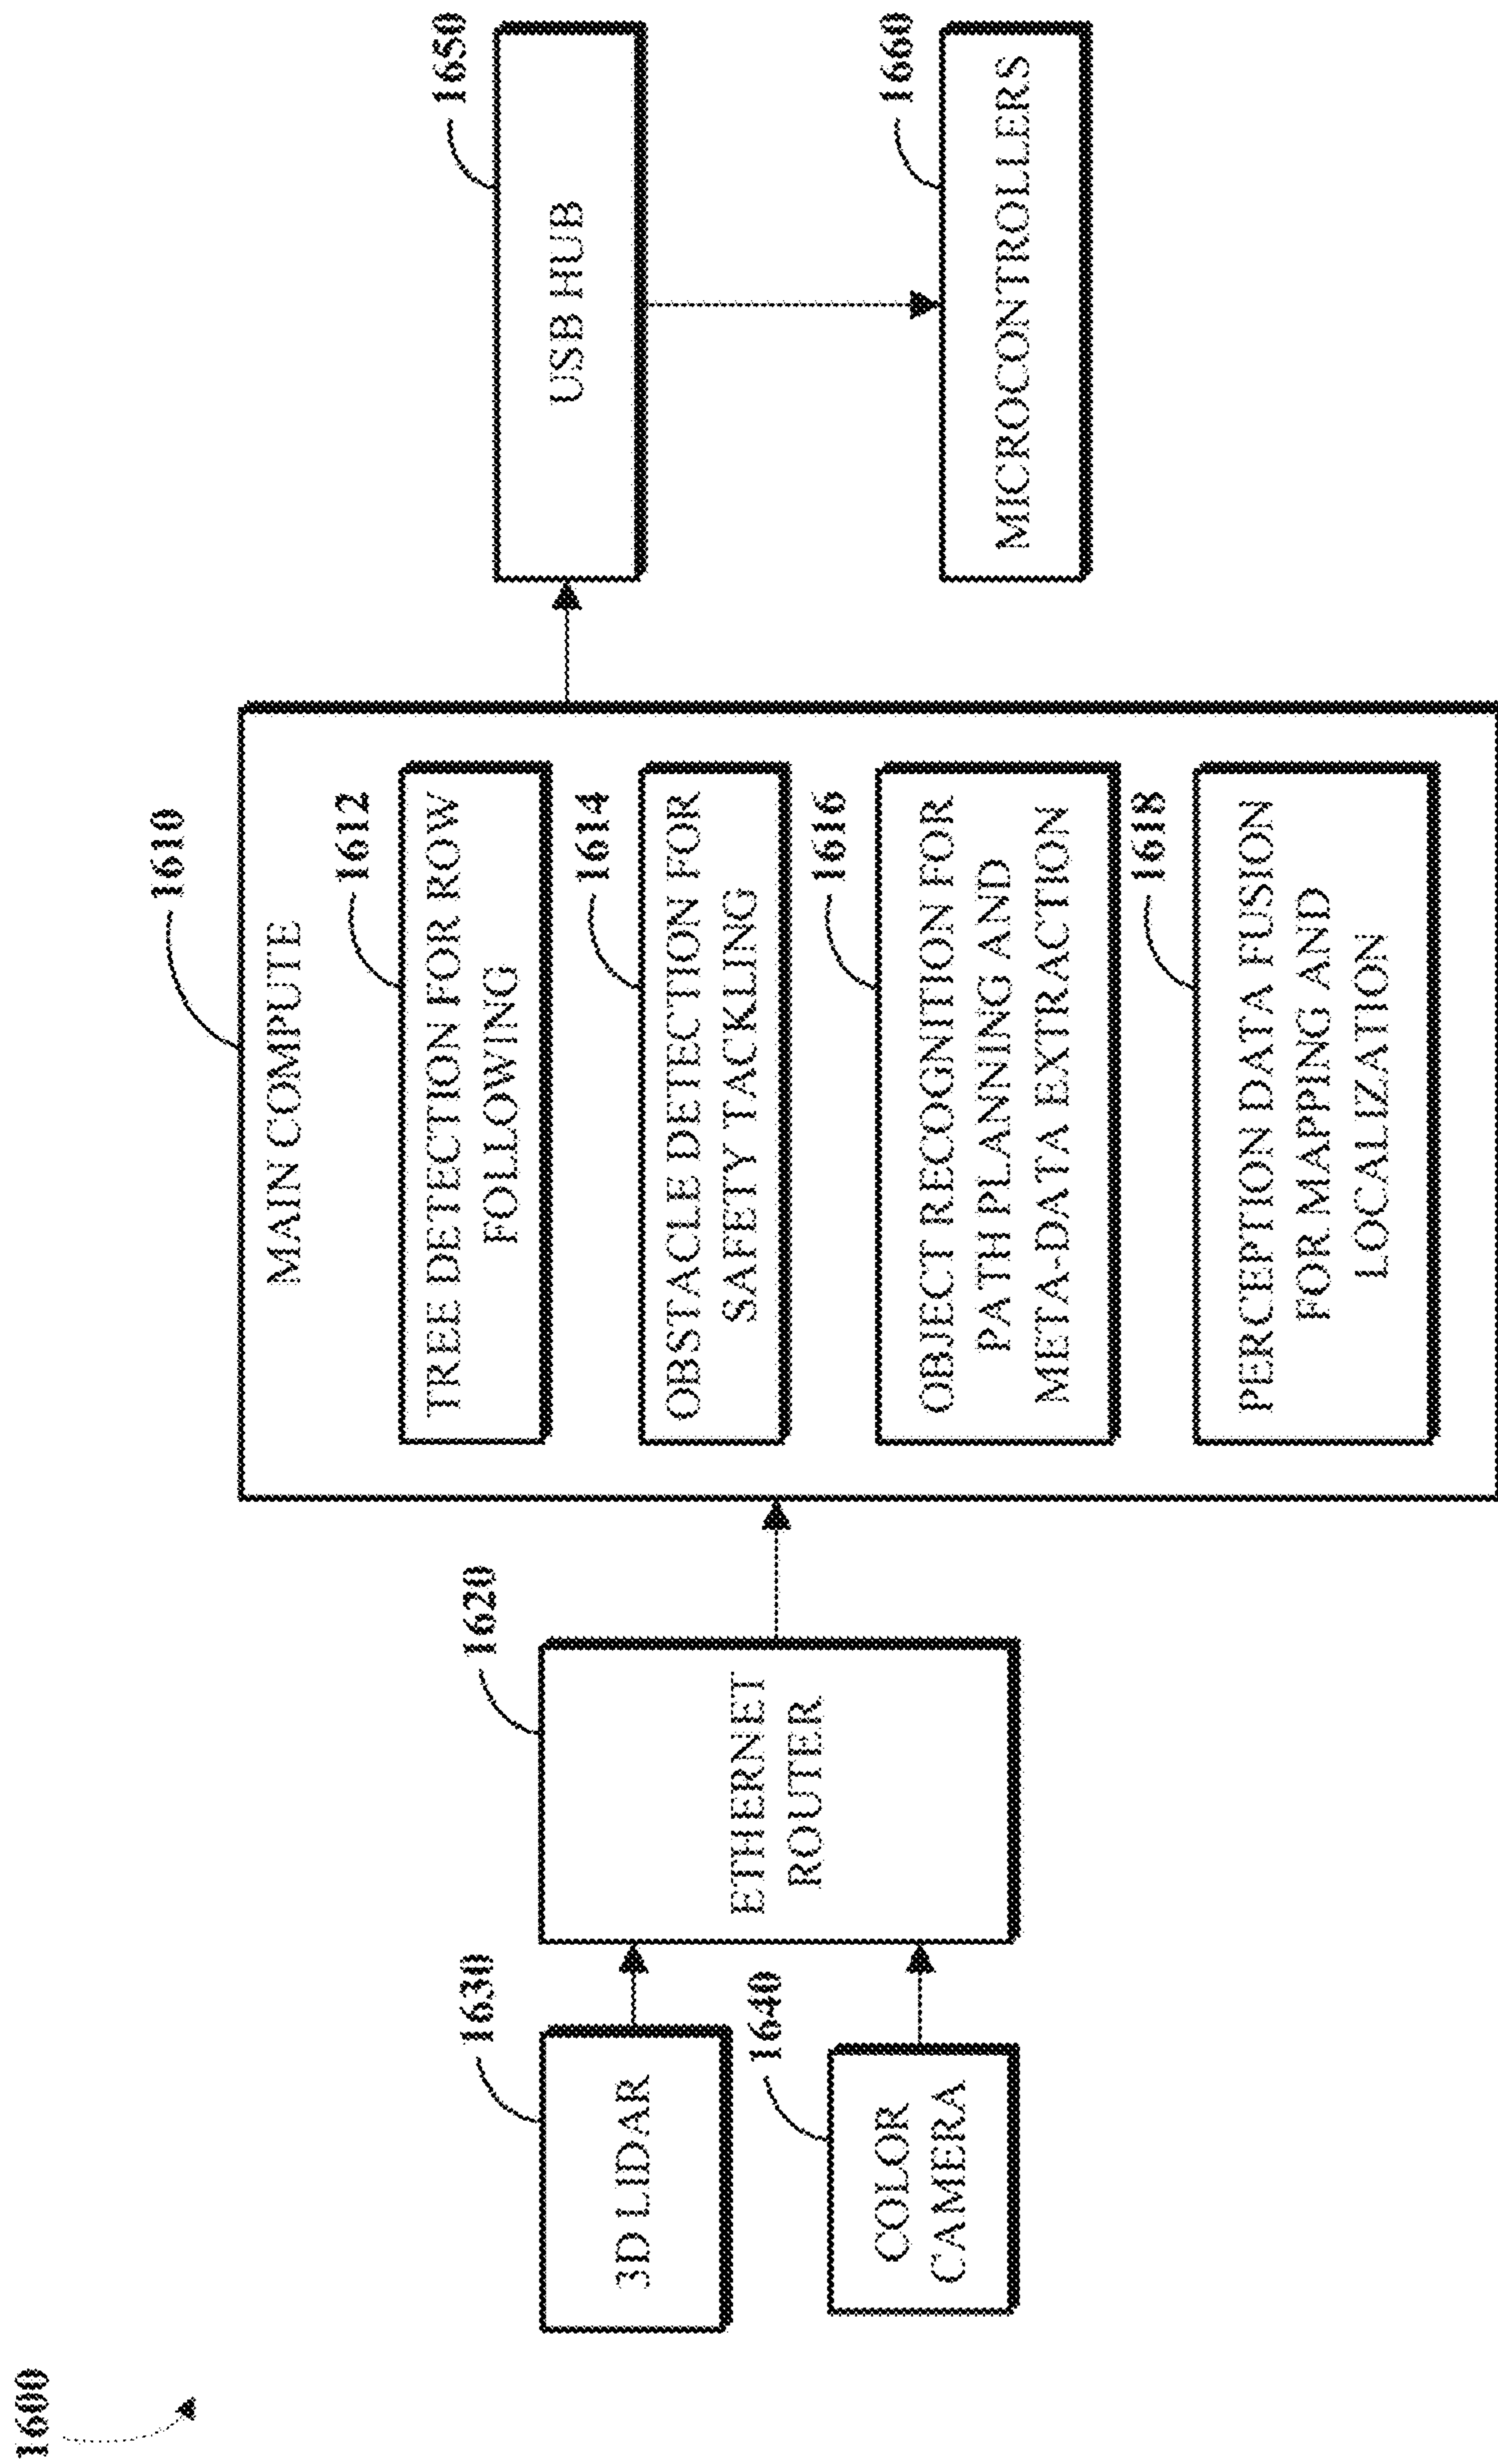 1600
1610
MAIN COMPUTE
1612
TREE DETECTION FOR ROW
FOLLOWING
1614
OBSTACLE DETECTION FOR
SAFETY TACKLING
1616
OBJECT RECOGNITION FOR
PATH PLANNING AND
META-DATA EXTRACTION
1618
PERCEPTION DATA FUSION
FOR MAPPING AND
LOCALIZATION
1620
ETHERNET
ROUTER
1630
3D LIDAR
1640
COLOR
CAMERA
1650
USB HUB
1660
MICROCONTROLLERS